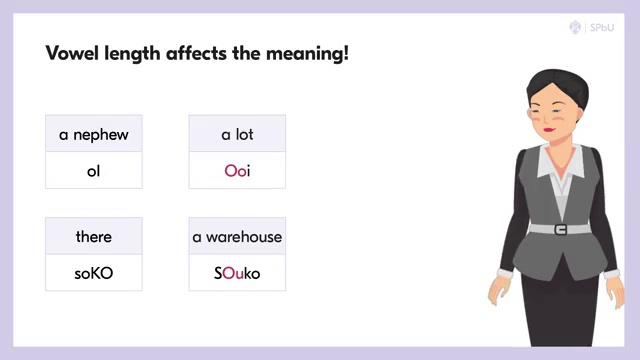 SPbU
Vowel length affects the meaning!
a nephew
oI
a lot
Ooi
there
soKO
a warehouse
SOuko